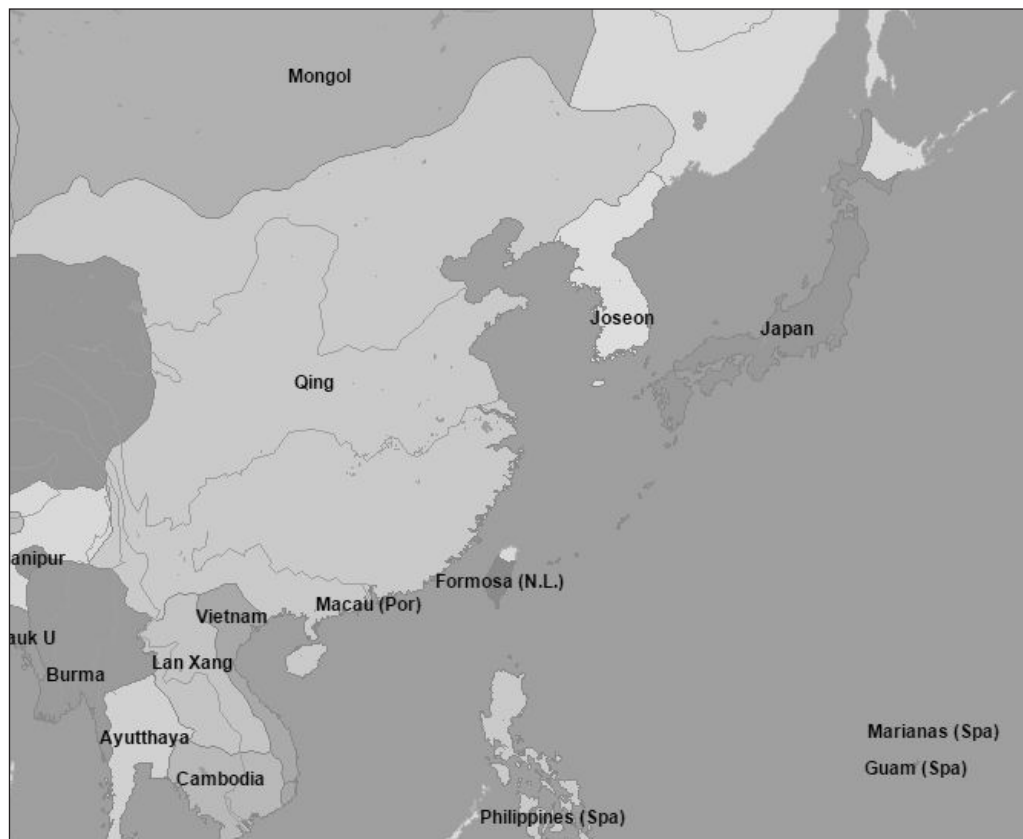 Mongol
Joseon
Japan
Qing
anipur
Formosa (N.L.)
Macau (Por)
Vietnam
auk U
Lan Xang
Burma
Marianas (Spa)
Ayutthaya
Guam (Spa)
Cambodia
Philippines (Spa)